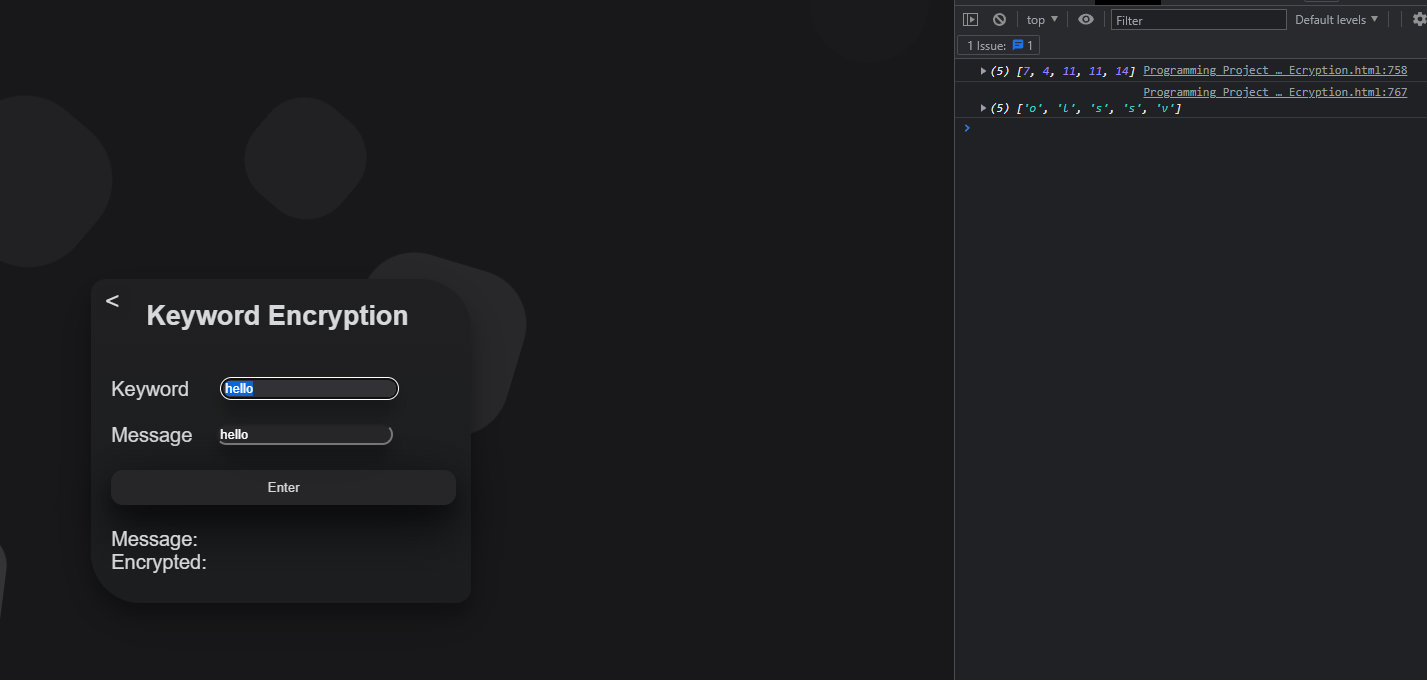 <
Keyword Encryption
Keyword hello
Message hello
Enter
Message:
Encrypted:
top ▼ Filter Default levels ▼
1 Issue: 1
▶ (5) [7, 4, 11, 11, 14] Programming Project … Ecryption.html:758
Programming Project … Ecryption.html:767
▶ (5) ['o', 'l', 's', 's', 'v']
>